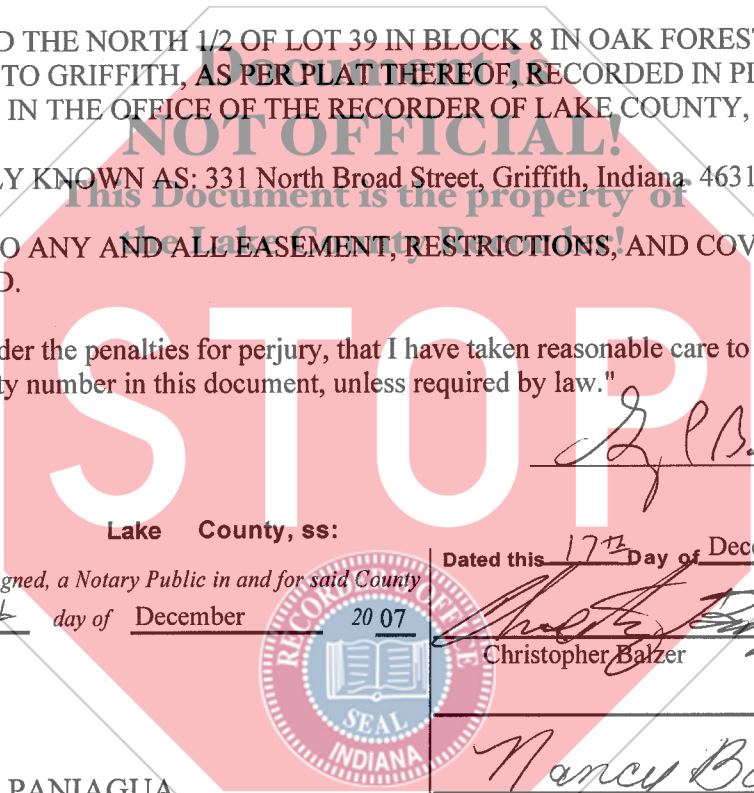 D THE NORTH 1/2 OF LOT 39 IN BLOCK 8 IN OAK FOREST
Document is
TO GRIFFITH, AS PER PLAT THEREOF, RECORDED IN
IN THE OFFICE OF THE RECORDER OF LAKE COUNTY,
NOT OFFICIAL!
LY KNOWN AS: 331 North Broad Street, Griffith, Indiana 4631
This Document is the property of
O ANY AND ALL EASEMENT, RESTRICTIONS, AND COV
the Lake County Recorder!
D.
STOP
der the penalties for perjury, that I have taken reasonable care to
ty number in this document, unless required by law."
Lake County, ss:
Dated this 17th Day of Dece
gned, a Notary Public in and for said County
day of December 20 07
Christopher Balzer
RECORDER OFFICE
SEAL
INDIANA
Nancy
PANIAGUA